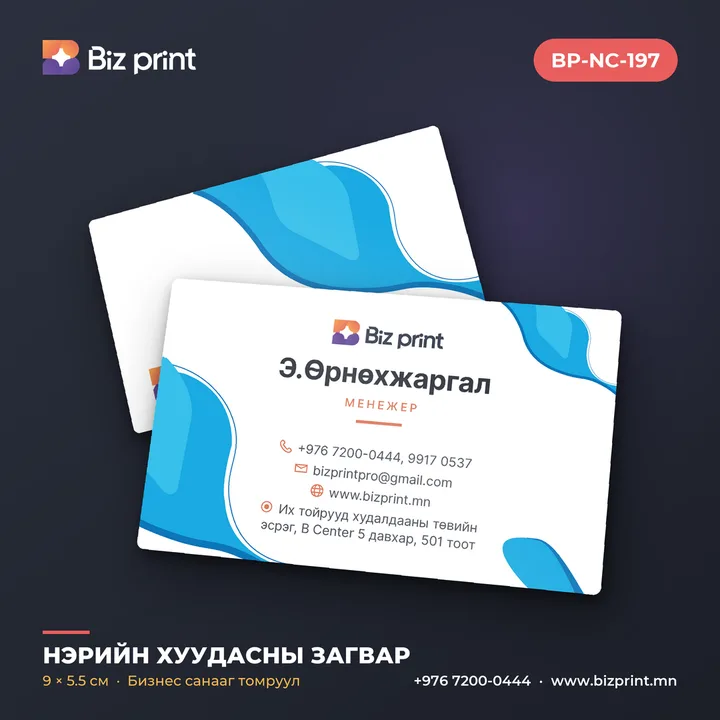 Biz print
BP-NC-197
Biz print
Э.Өрнөхжаргал
МЕНЕЖЕР
+976 7200-0444, 9917 0537
bizprintpro@gmail.com
www.bizprint.mn
Их тойрууд худалдааны төвийн
эсрэг, B Center 5 давхар, 501 тоот
НЭРИЙН ХУУДАСНЫ ЗАГВАР
9 × 5.5 см · Бизнес санааг томруул
+976 7200-0444 · www.bizprint.mn